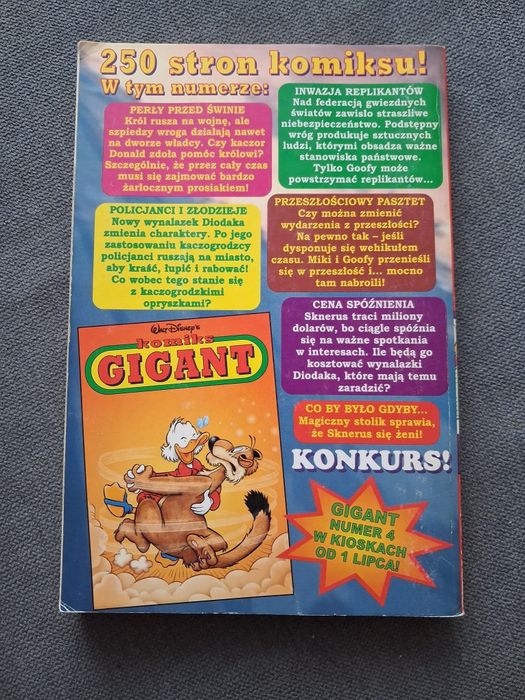 250 stron komiksu!
W tym numerze:
PERŁY PRZED ŚWINIE
Król rusza na wojnę, ale
szpiedzy wroga działają nawet
na dworze władcy. Czy kaczor
Donald zdoła pomóc królowi?
Szczególnie, że przez cały czas
musi się zajmować bardzo
żarłocznym prosiakiem!
INWAZJA REPLIKANTÓW
Nad federacją gwiezdnych
światów zawisło straszliwe
niebezpieczeństwo. Podstępny
wróg produkuje sztucznych
ludzi, którymi obsadza ważne
stanowiska państwowe.
Tylko Goofy może
powstrzymać replikantów...
POLICJANCI I ZŁODZIEJE
Nowy wynalazek Diodaka
zmienia charaktery. Po jego
zastosowaniu kaczogrodzcy
policjanci ruszają na miasto,
aby kraść, łupić i rabować!
Co wobec tego stanie się
z kaczogrodzkimi
opryszkami?
PRZESZŁOŚCIOWY PASZTET
Czy można zmienić
wydarzenia z przeszłości?
Na pewno tak – jeśli
dysponuje się wehikułem
czasu. Miki i Goofy przenieśli
się w przeszłość i... mocno
tam nabroili!
CENA SPÓŹNIENIA
Sknerus traci miliony
dolarów, bo ciągle spóźnia
się na ważne spotkania
w interesach. Ile będą go
kosztować wynalazki
Diodaka, które mają temu
zaradzić?
CO BY BYŁO GDYBY...
Magiczny stolik sprawia,
że Sknerus się żeni!
KONKURS!
WALT DISNEY'S
komiks
GIGANT
GIGANT
NUMER 4
W KIOSKACH
OD 1 LIPCA!